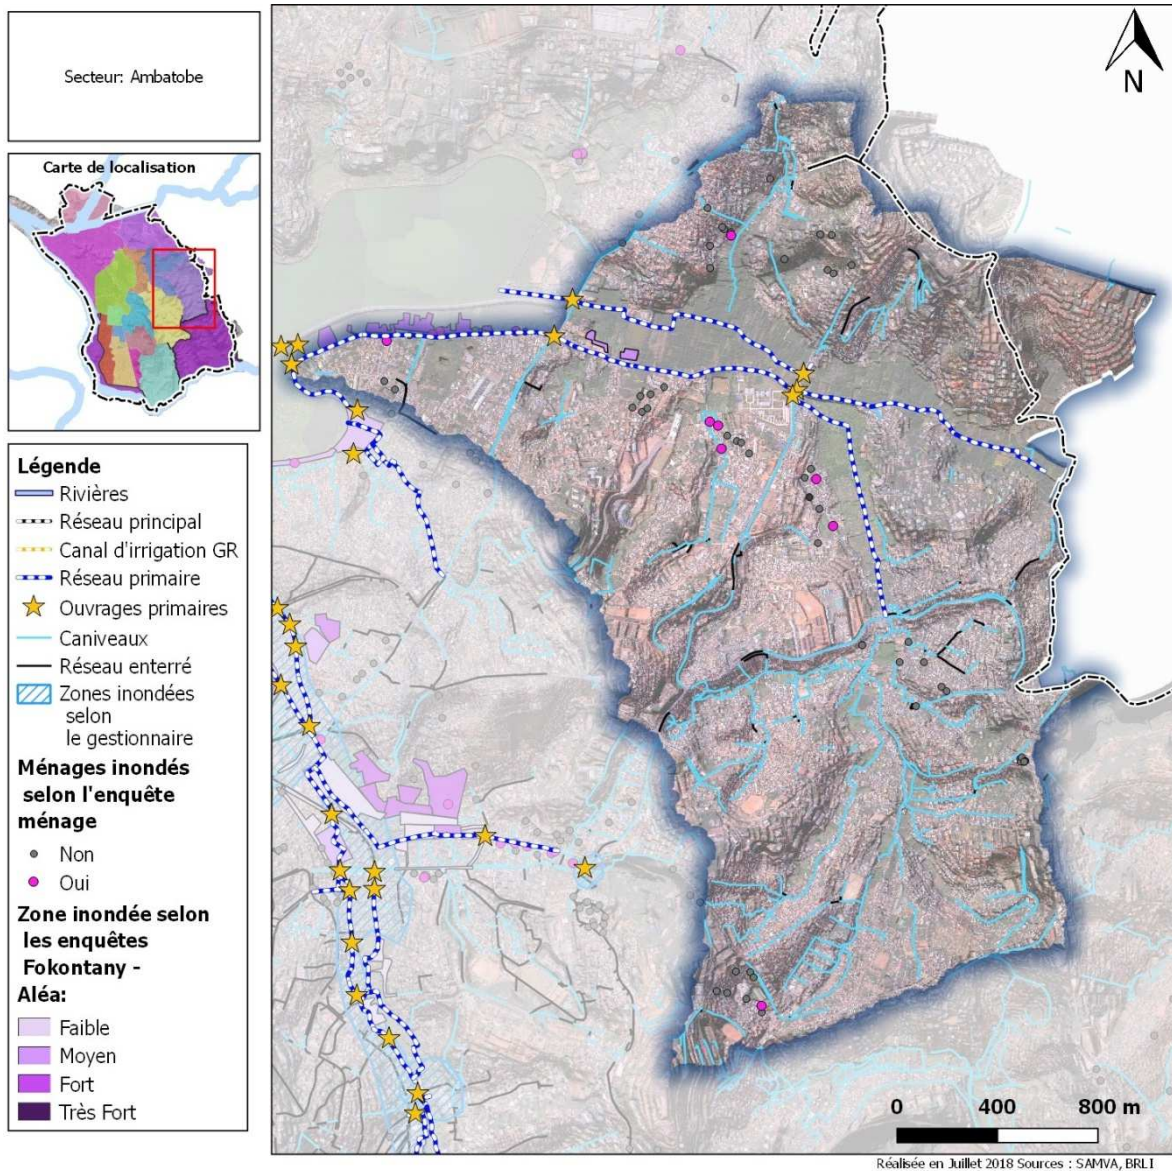 Secteur: Ambatobe
Carte de localisation
N
Légende
Rivières
Réseau principal
Canal d'irrigation GR
Réseau primaire
Ouvrages primaires
Caniveaux
Réseau enterré
Zones inondées
selon
le gestionnaire
Ménages inondés
selon l'enquête
ménage
Non
Oui
Zone inondée selon
les enquêtes
Fokontany -
Aléa:
Faible
Moyen
Fort
Très Fort
0 400 800 m
Réalisée en Juillet 2018 Sources : SAMVA, BRLI